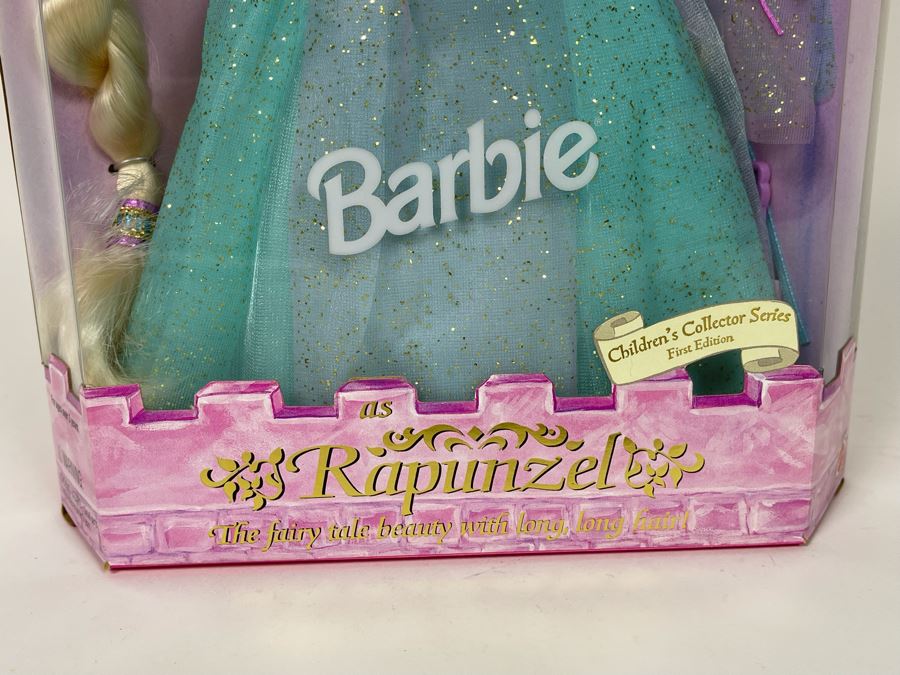 Barbie
Children's Collector Series
First Edition
as
Rapunzel
The fairy tale beauty with long, long hair!